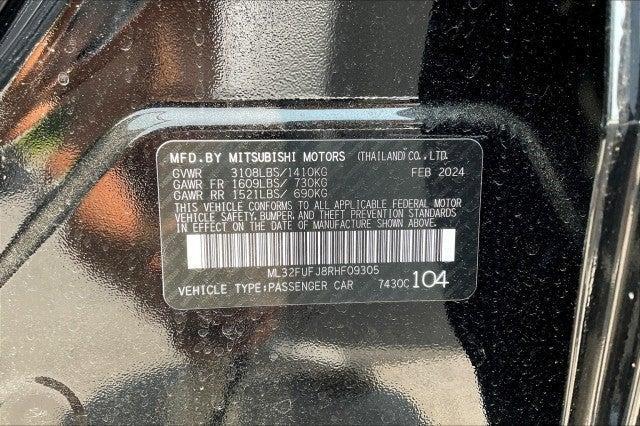 MFD.BY MITSUBISHI MOTORS (THAILAND) CO., LTD.
GVWR 3108LBS/1410KG FEB 2024
GAWR FR 1609LBS/ 730KG
GAWR RR 1521LBS/ 690KG
THIS VEHICLE CONFORMS TO ALL APPLICABLE FEDERAL MOTOR
VEHICLE SAFETY, BUMPER, AND THEFT PREVENTION STANDARDS
IN EFFECT ON THE DATE OF MANUFACTURE SHOWN ABOVE.
ML32FUFJ8RHF09305
VEHICLE TYPE:PASSENGER CAR 7430C 104